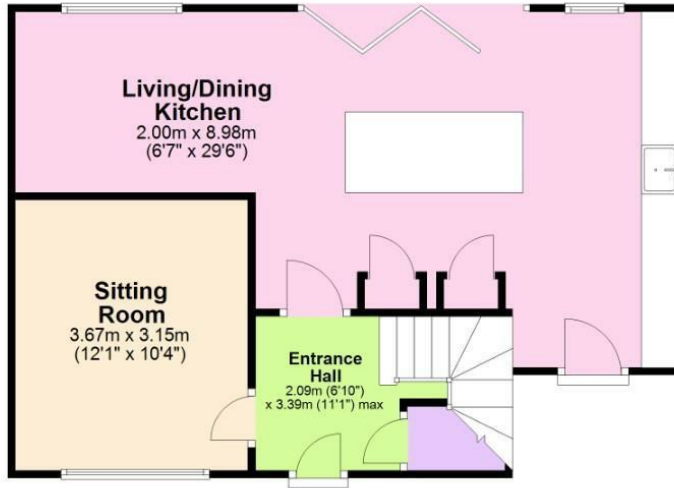 Living/Dining
Kitchen
2.00m x 8.98m
(6'7" x 29'6")
Sitting
Room
3.67m x 3.15m
(12'1" x 10'4")
Entrance
Hall
2.09m (6'10")
x 3.39m (11'1") max